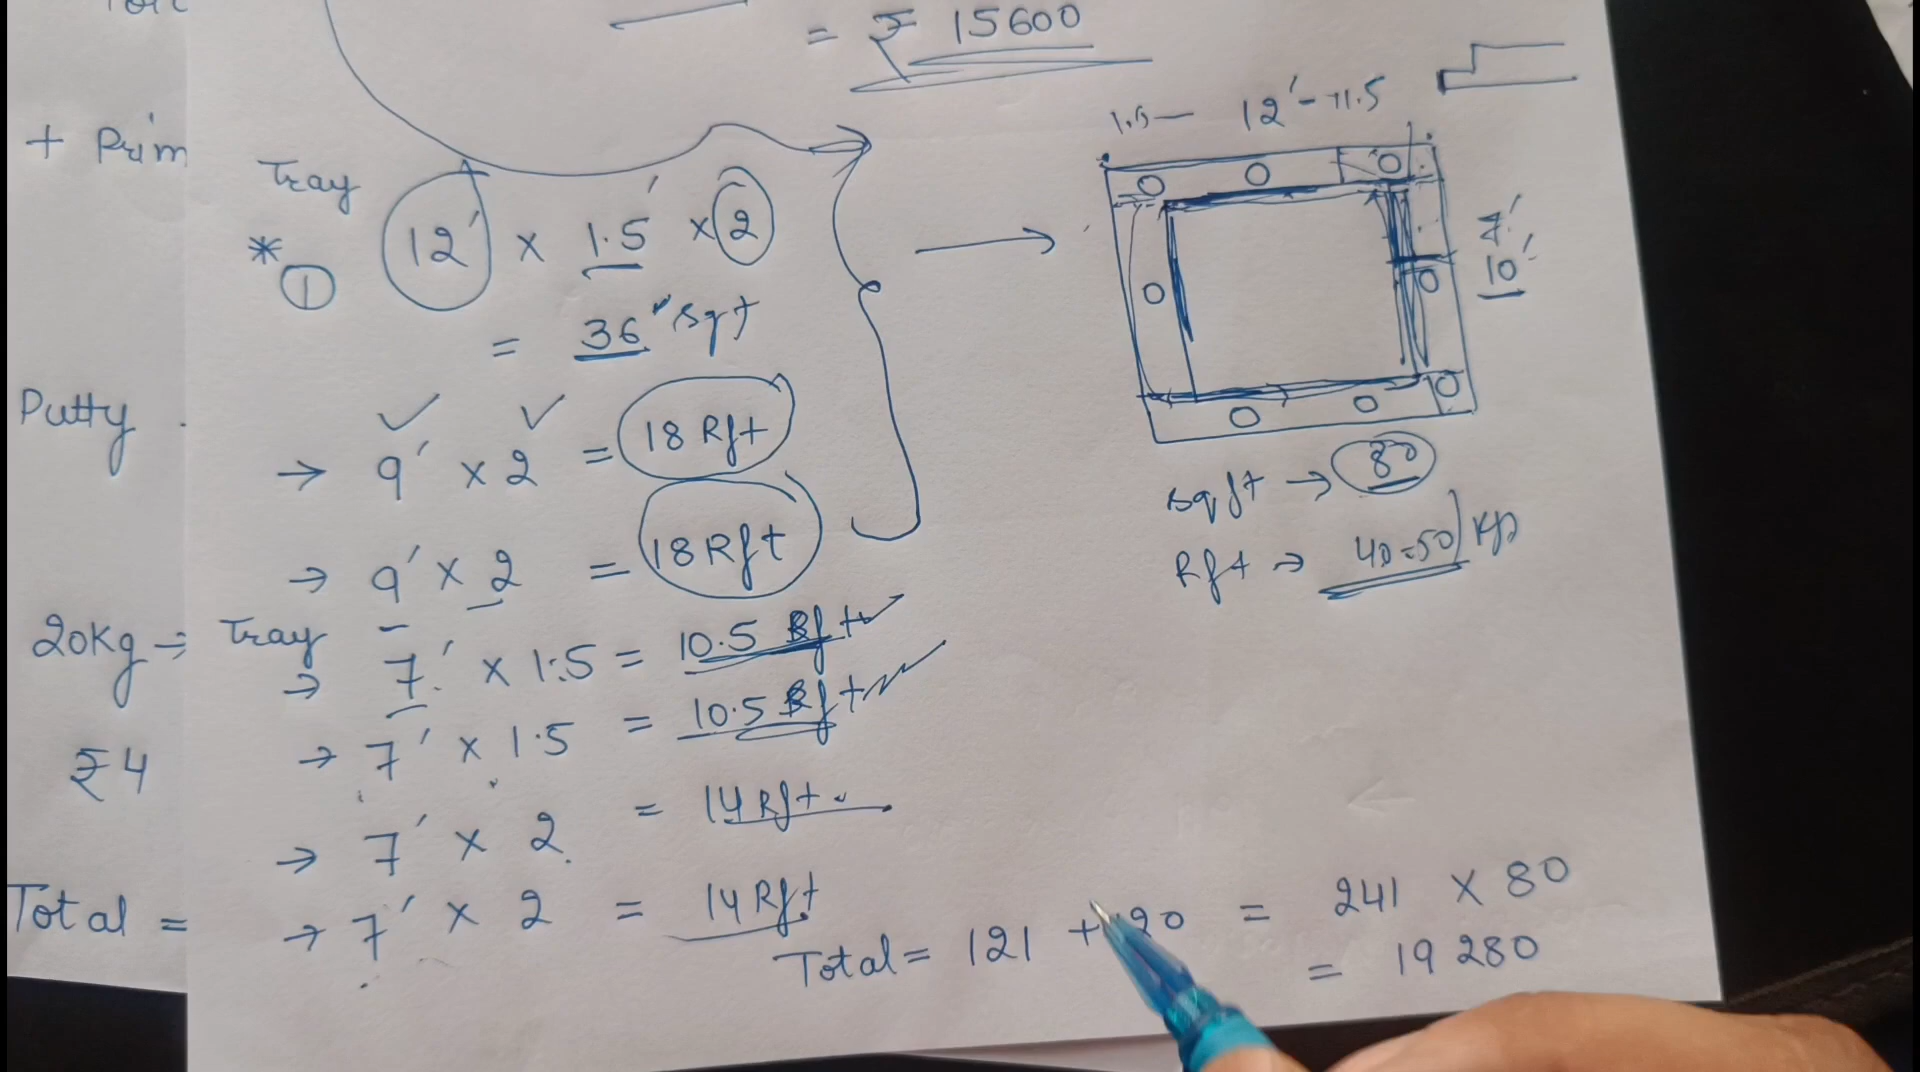 = ₹ 15600
+ Prim
Tray
* ① 12' × 1.5' × 2
= 36 Sqft
Putty
→ 9' × 2 = 18 Rft
→ 9' × 2 = 18 Rft
20Kg =
Tray
→ 7' × 1.5 = 10.5 Rft
→ 7' × 1.5 = 10.5 Rft
₹4
→ 7' × 2 = 14 Rft
→ 7' × 2 = 14 Rft
Total =
Total = 121 + 120 = 241 × 80
= 19280
12' - 11.5
7'
10'
sqft → 80
Rft → 40-50